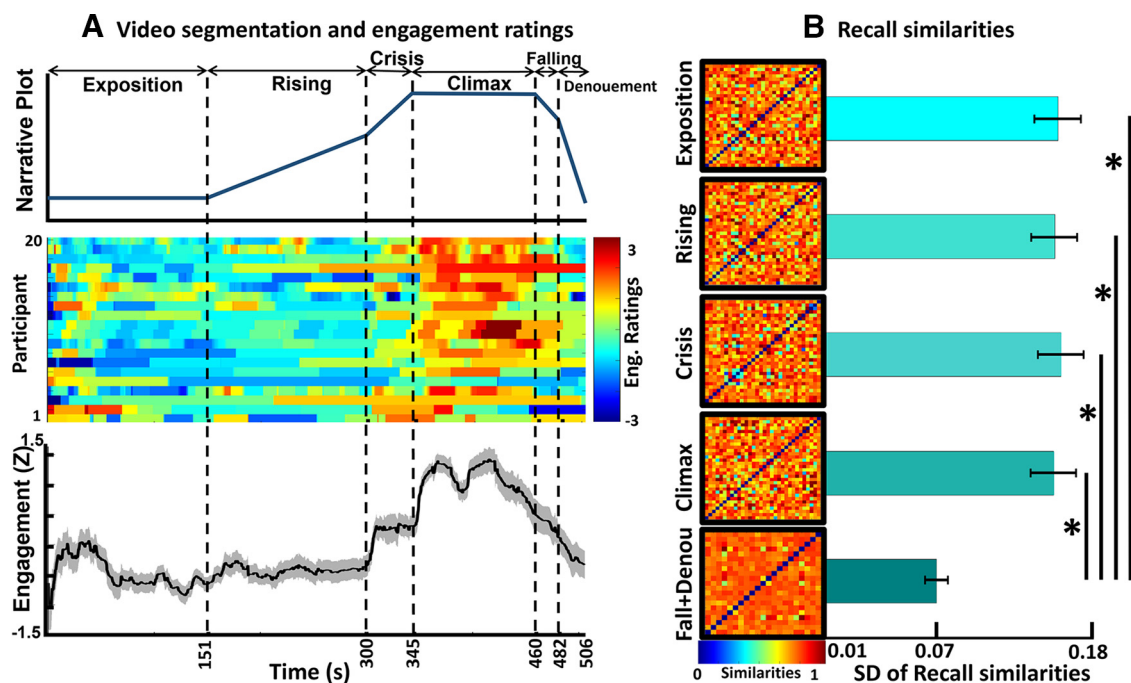 A Video segmentation and engagement ratings
Narrative Plot
Exposition
Rising
Crisis
Climax
Falling
Denouement
Participant
20
1
3
-3
Eng. Ratings
Engagement (Z)
1.5
0
-1.5
151
300
345
460
482
506
Time (s)
B Recall similarities
Exposition
Rising
Crisis
Climax
Fall+Denou
*
*
*
*
0 Similarities 1
0.01
0.07
0.18
SD of Recall similarities